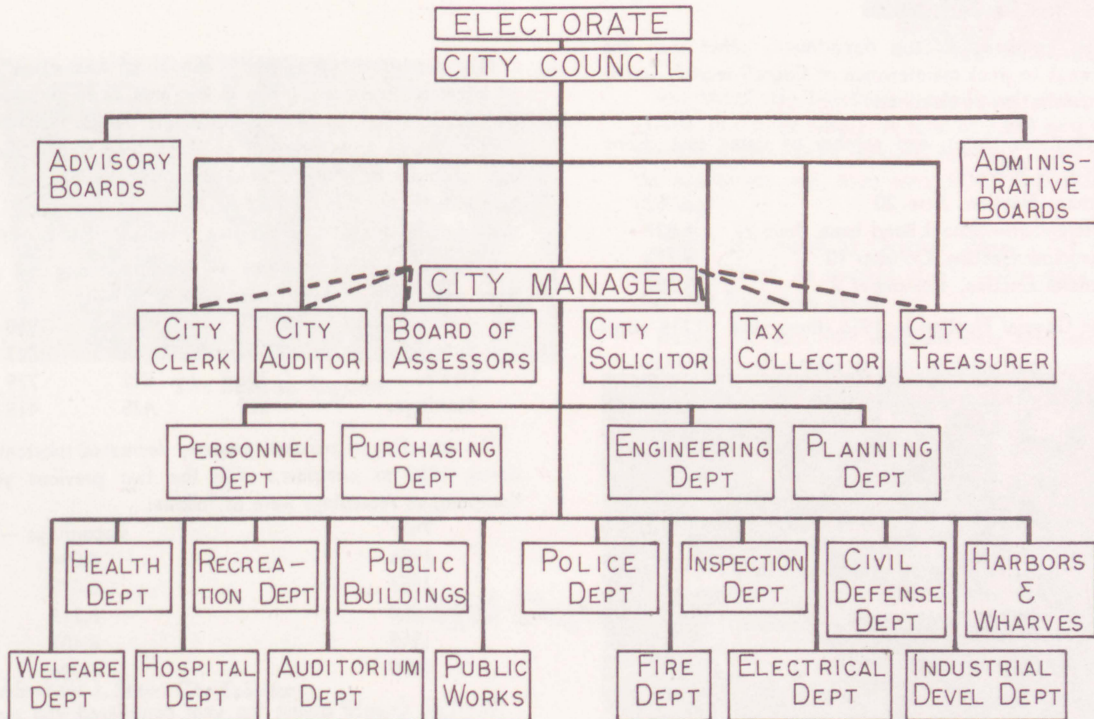 ELECTORATE
CITY COUNCIL
ADVISORY
BOARDS
ADMINIS-
TRATIVE
BOARDS
CITY MANAGER
CITY
CLERK
CITY
AUDITOR
BOARD OF
ASSESSORS
CITY
SOLICITOR
TAX
COLLECTOR
CITY
TREASURER
PERSONNEL
DEPT
PURCHASING
DEPT
ENGINEERING
DEPT
PLANNING
DEPT
HEALTH
DEPT
RECREA-
TION DEPT
PUBLIC
BUILDINGS
POLICE
DEPT
INSPECTION
DEPT
CIVIL
DEFENSE
DEPT
HARBORS
&
WHARVES
WELFARE
DEPT
HOSPITAL
DEPT
AUDITORIUM
DEP'T
PUBLIC
WORKS
FIRE
DEPT
ELECTRICAL
DEPT
INDUSTRIAL
DEVEL DEPT